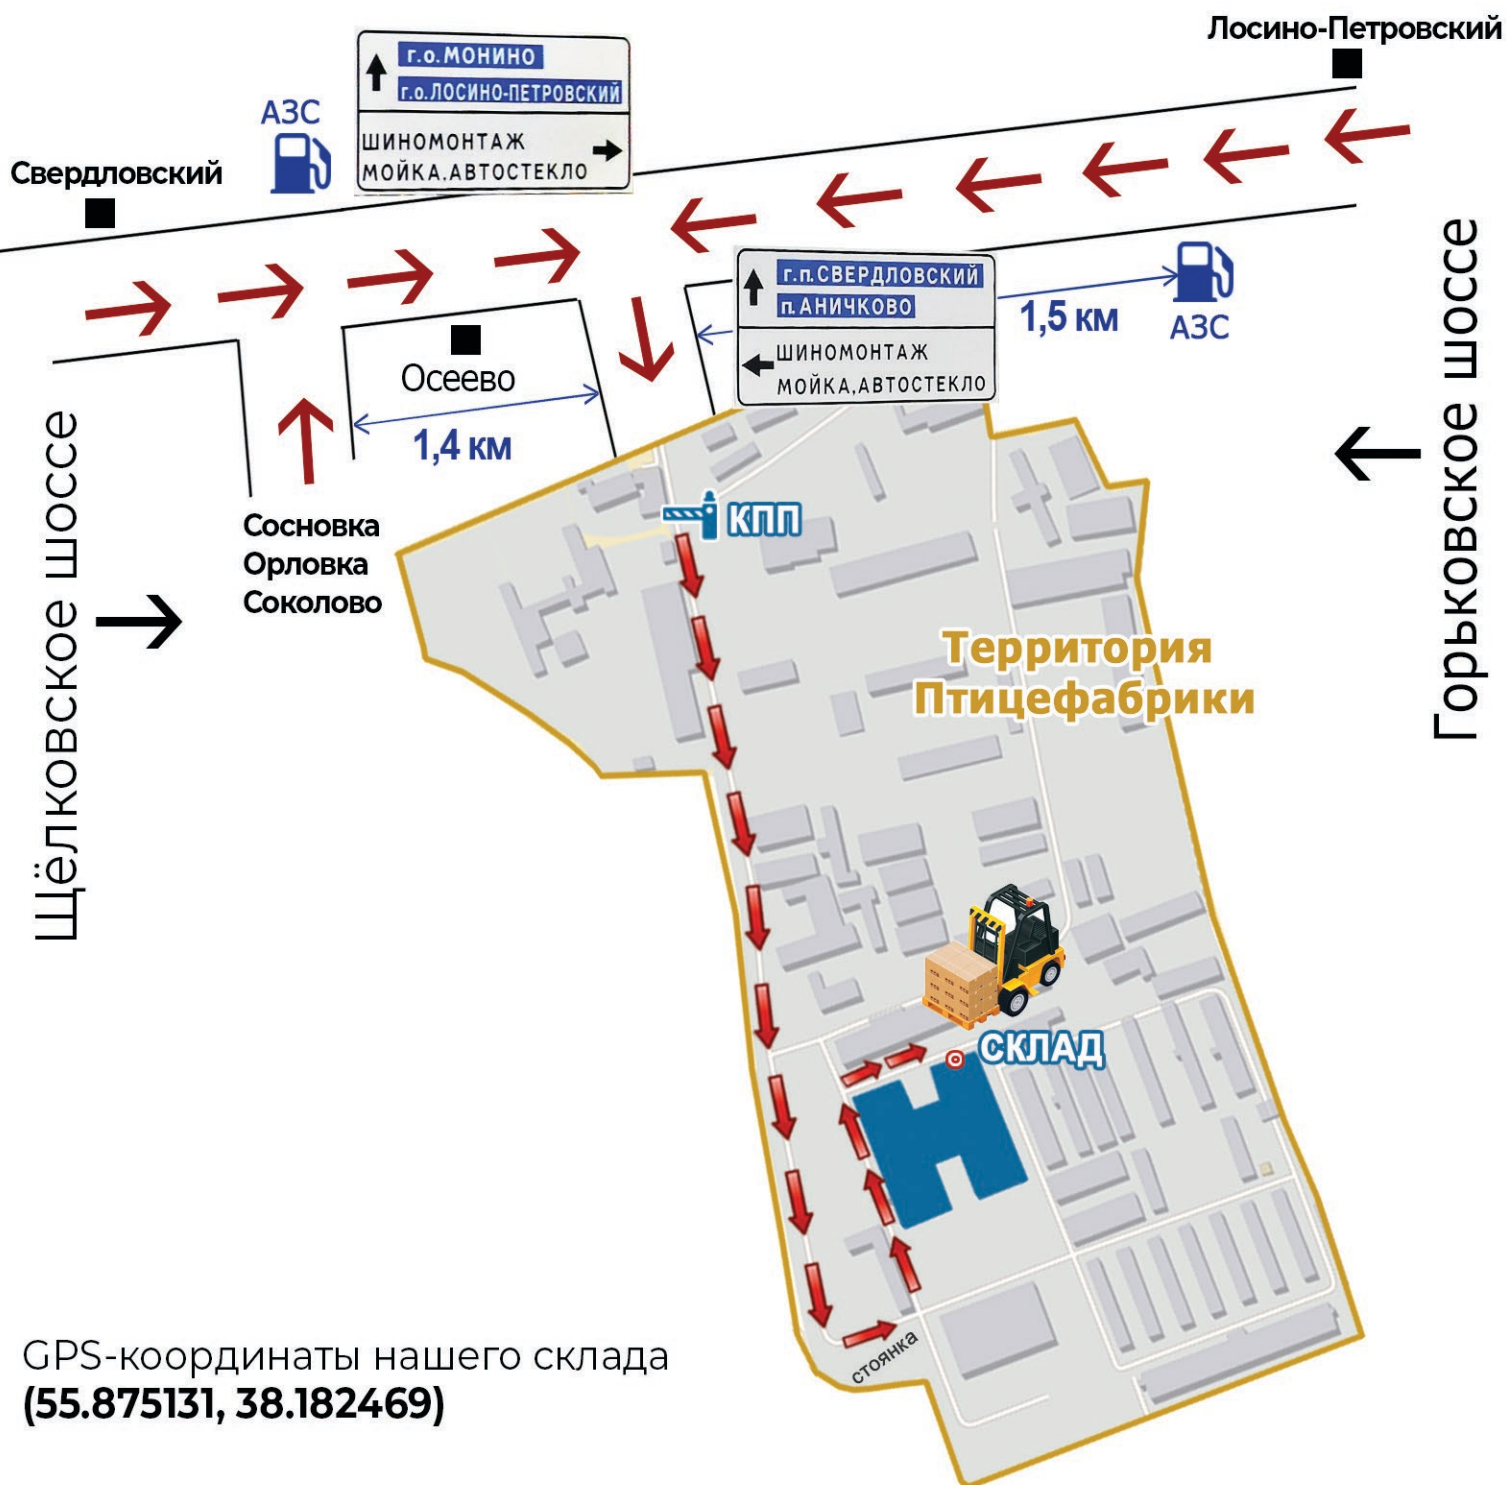 Лосино-Петровский
г.о.МОНИНО
г.о.ЛОСИНО-ПЕТРОВСКИЙ
ШИНОМОНТАЖ
МОЙКА,АВТОСТЕКЛО
АЗС
Свердловский
г.п.СВЕРДЛОВСКИЙ
п.АНИЧКОВО
ШИНОМОНТАЖ
МОЙКА,АВТОСТЕКЛО
1,5 км
АЗС
Осеево
1,4 км
Щёлковское шоссе
Горьковское шоссе
Сосновка
Орловка
Соколово
КПП
Территория
Птицефабрики
СКЛАД
стоянка
GPS-координаты нашего склада
(55.875131, 38.182469)